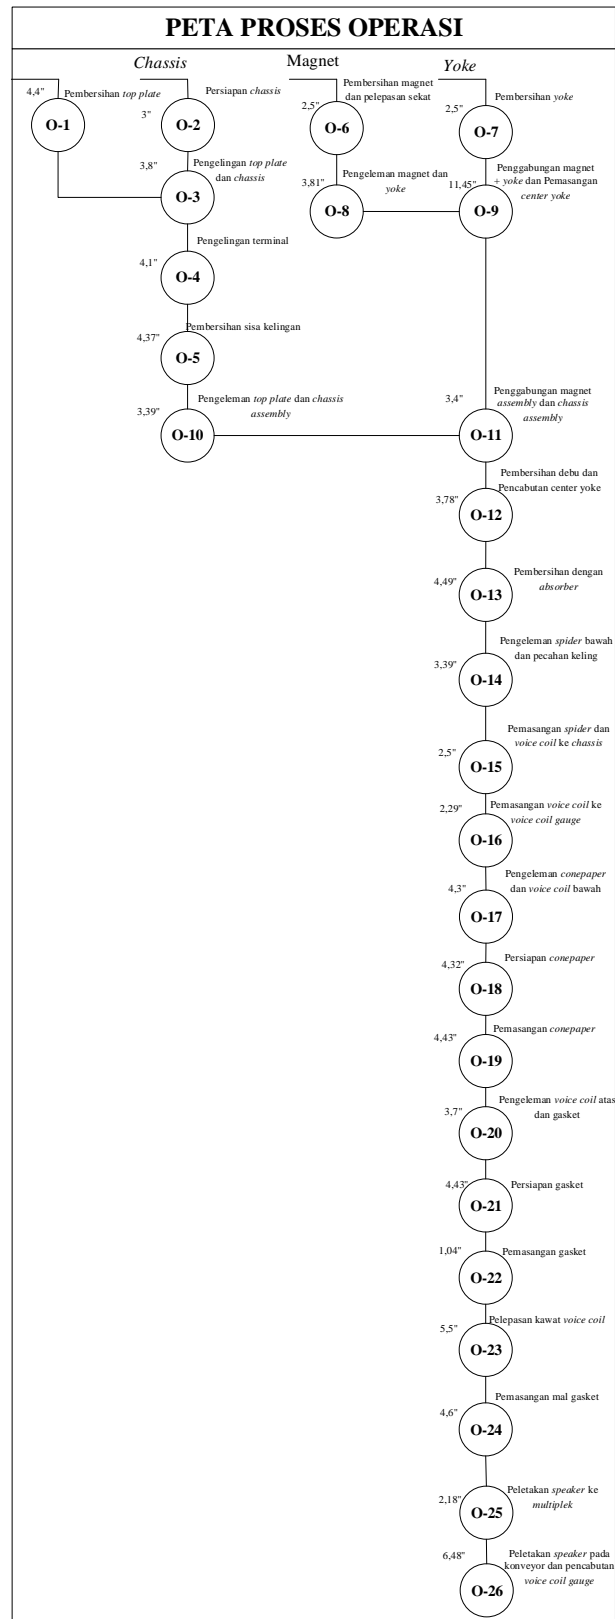 PETA PROSES OPERASI
Chassis
Magnet
Yoke
4,4"
Pembersihan top plate
O-1
3"
Persiapan chassis
O-2
2,5"
Pembersihan magnet
dan pelepasan sekat
O-6
2,5"
Pembersihan yoke
O-7
3,8"
Pengelingan top plate
dan chassis
O-3
3,81"
Pengeleman magnet dan
yoke
O-8
11,45"
Penggabungan magnet
+ yoke dan Pemasangan
center yoke
O-9
4,1"
Pengelingan terminal
O-4
4,37"
Pembersihan sisa kelingan
O-5
3,39"
Pengeleman top plate dan chassis
assembly
O-10
3,4"
Penggabungan magnet
assembly dan chassis
assembly
O-11
Pembersihan debu dan
Pencabutan center yoke
3,78"
O-12
Pembersihan dengan
absorber
4,49"
O-13
Pengeleman spider bawah
dan pecahan keling
3,39"
O-14
Pemasangan spider dan
voice coil ke chassis
2,5"
O-15
Pemasangan voice coil ke
voice coil gauge
2,29"
O-16
Pengeleman conepaper
dan voice coil bawah
4,3"
O-17
Persiapan conepaper
4,32"
O-18
Pemasangan conepaper
4,43"
O-19
Pengeleman voice coil atas
dan gasket
3,7"
O-20
Persiapan gasket
4,43"
O-21
Pemasangan gasket
1,04"
O-22
Pelepasan kawat voice coil
5,5"
O-23
Pemasangan mal gasket
4,6"
O-24
Peletakan speaker ke
multiplek
2,18"
O-25
6,48"
Peletakan speaker pada
konveyor dan pencabutan
voice coil gauge
O-26